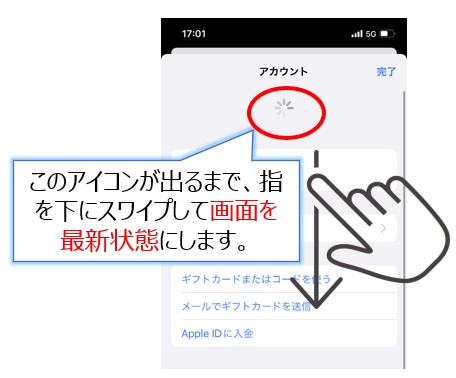 17:01
5G
アカウント
完了
このアイコンが出るまで、指
を下にスワイプして画面を
最新状態にします。
ギフトカードまたはコードを使う
メールでギフトカードを送信
Apple IDに入金